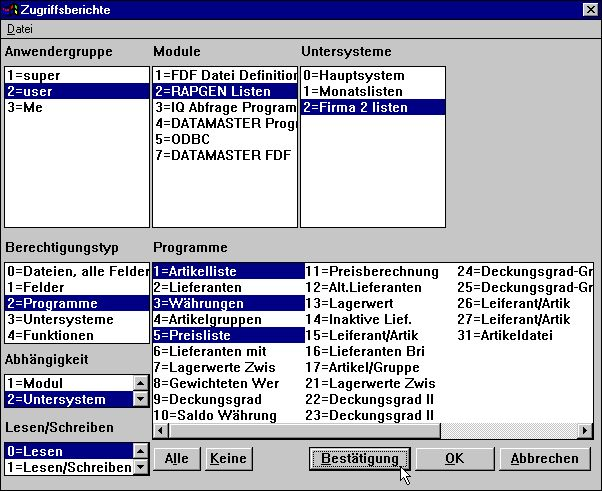 Zugriffsberichte
Datei
Anwendergruppe
1=super
2=user
3=Me
Module
1=FDF Datei Definition
2=RAPGEN Listen
3=IQ Abfrage Program
4=DATAMASTER Prog
5=ODBC
7=DATAMASTER FDF
Untersysteme
0=Hauptsystem
1=Monatslisten
2=Firma 2 listen
Berechtigungstyp
0=Dateien, alle Felder
1=Felder
2=Programme
3=Untersysteme
4=Funktionen
Abhängigkeit
1=Modul
2=Untersystem
Lesen/Schreiben
0=Lesen
1=Lesen/Schreiben
Programme
1=Artikelliste
2=Lieferanten
3=Währungen
4=Artikelgruppen
5=Preisliste
6=Lieferanten mit
7=Lagerwerte Zwis
8=Gewichteten Wer
9=Deckungsgrad
10=Saldo Währung
11=Preisberechnung
12=Alt.Lieferanten
13=Lagerwert
14=Inaktive Lief.
15=Leiferant/Artik
16=Lieferanten Bri
17=Artikel/Gruppe
21=Lagerwerte Zwis
22=Deckungsgrad II
23=Deckungsgrad II
24=Deckungsgrad-Gr
25=Deckungsgrad-Gr
26=Leiferant/Artik
27=Leiferant/Artik
31=Artikeldatei
Alle
Keine
Bestätigung
OK
Abbrechen